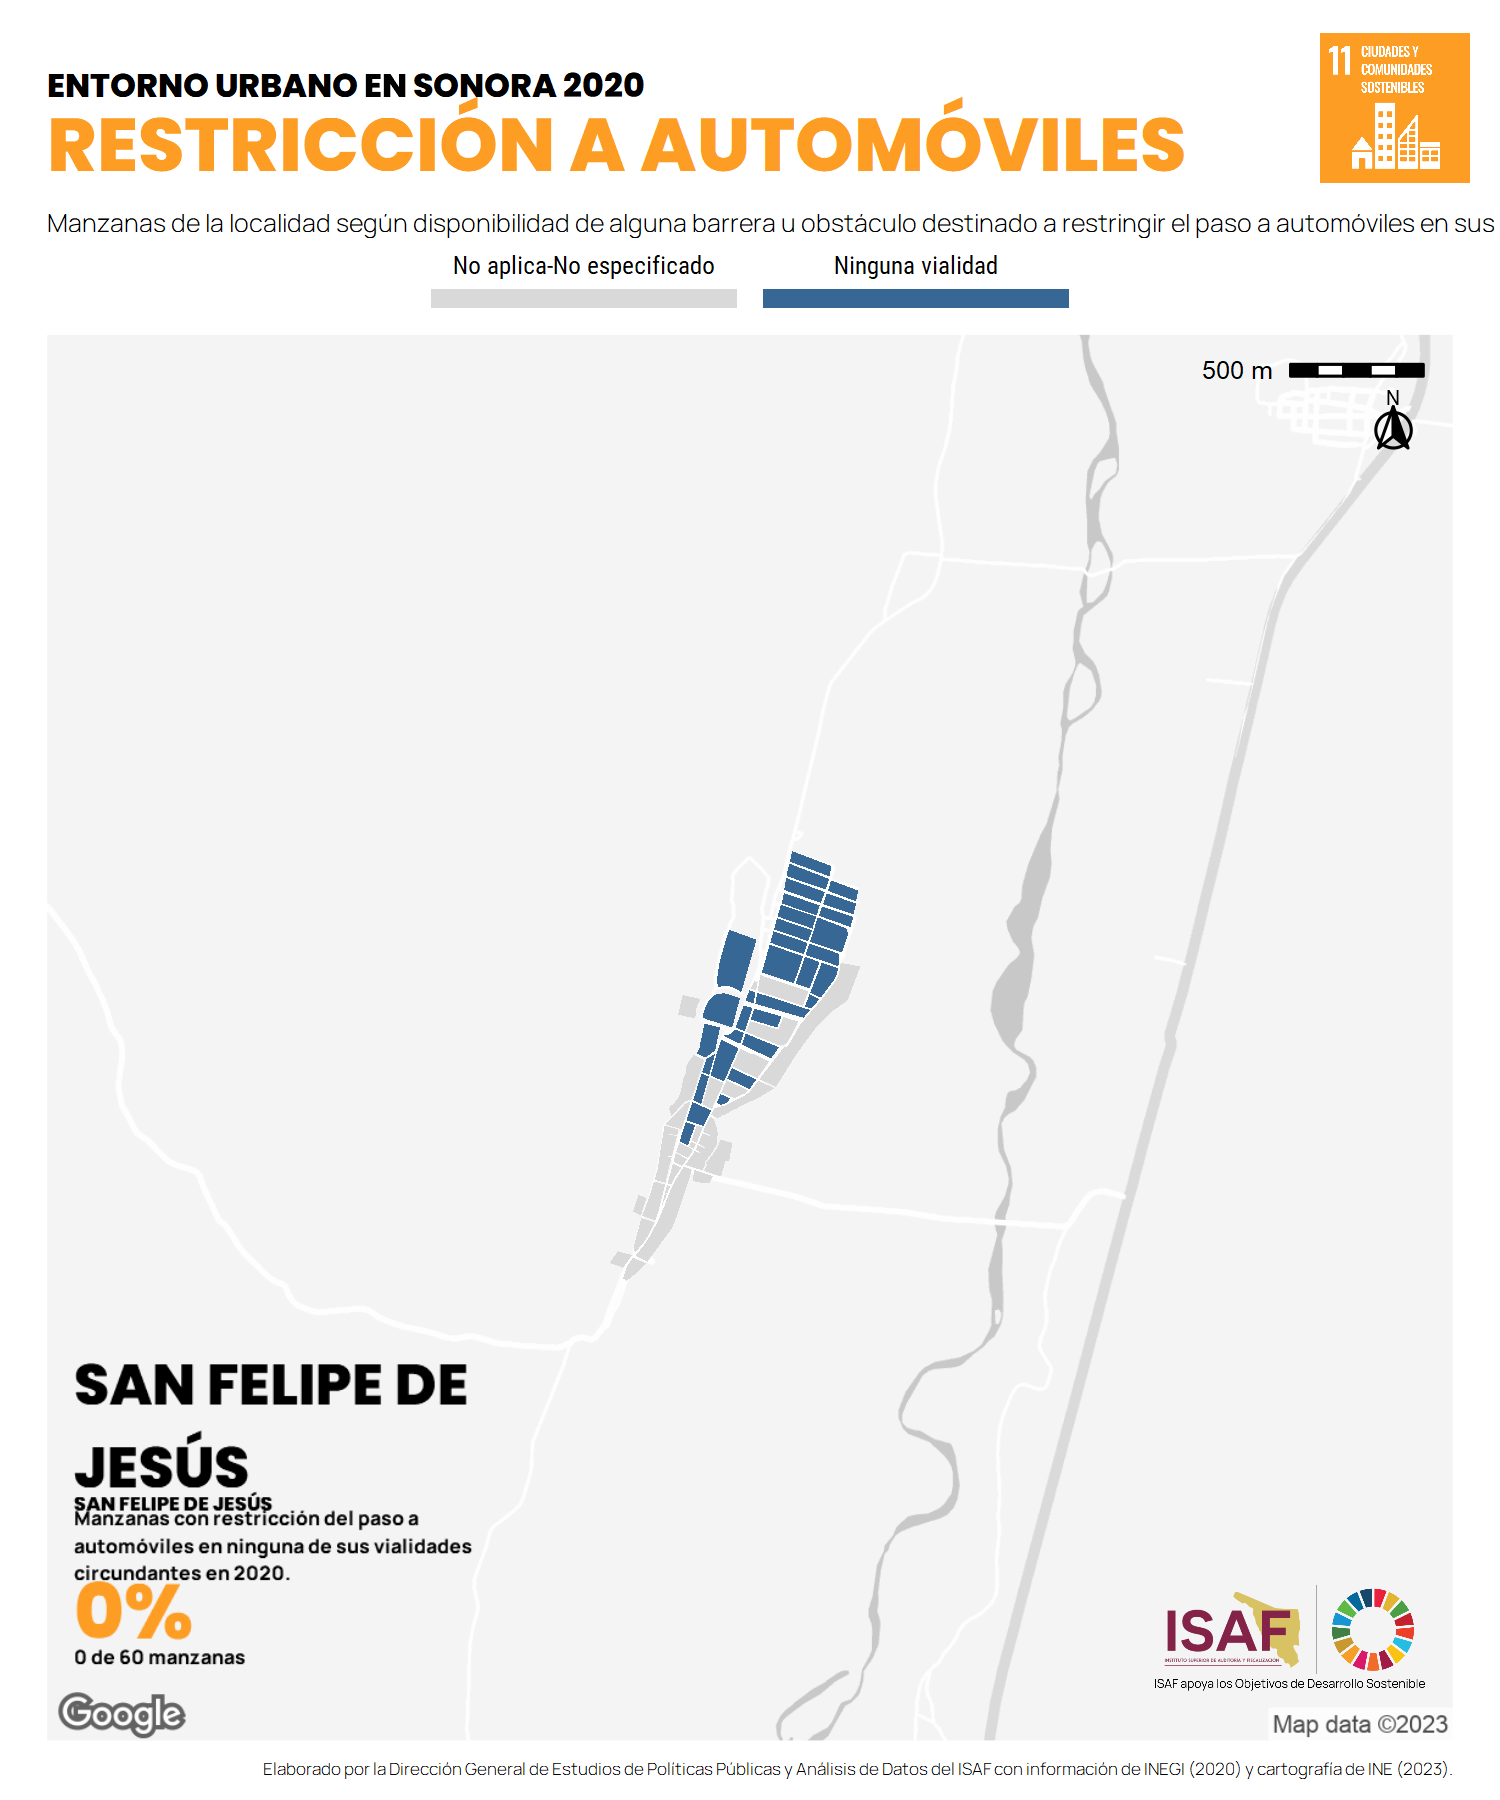 ENTORNO URBANO EN SONORA 2020
RESTRICCIÓN A AUTOMÓVILES
11 CIUDADES Y
COMUNIDADES
SOSTENIBLES
Manzanas de la localidad según disponibilidad de alguna barrera u obstáculo destinado a restringir el paso a automóviles en sus
No aplica-No especificado
Ninguna vialidad
500 m
N
SAN FELIPE DE
JESÚS
SAN FELIPE DE JESÚS
Manzanas con restricción del paso a
automóviles en ninguna de sus vialidades
circundantes en 2020.
0%
0 de 60 manzanas
ISAF
INSTITUTO SUPERIOR DE AUDITORÍA Y FISCALIZACIÓN
ISAF apoya los Objetivos de Desarrollo Sostenible
Google
Map data ©2023
Elaborado por la Dirección General de Estudios de Políticas Públicas y Análisis de Datos del ISAF con información de INEGI (2020) y cartografía de INE (2023).